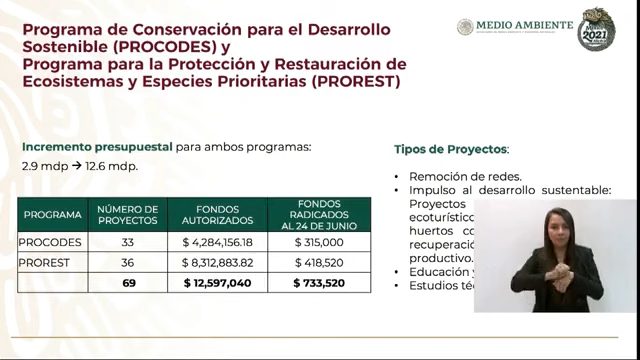 Programa de Conservación para el Desarrollo
Sostenible (PROCODES) y
Programa para la Protección y Restauración de
Ecosistemas y Especies Prioritarias (PROREST)
MEDIO AMBIENTE
2021
Incremento presupuestal para ambos programas:
2.9 mdp → 12.6 mdp.
PROGRAMA NÚMERO DE PROYECTOS FONDOS AUTORIZADOS FONDOS RADICADOS AL 24 DE JUNIO
PROCODES 33 $ 4,284,156.18 $ 315,000
PROREST 36 $ 8,312,883.82 $ 418,520
69 $ 12,597,040 $ 733,520
Tipos de Proyectos:
• Remoción de redes.
• Impulso al desarrollo sustentable:
Proyectos
ecoturístico
huertos
productivo.
• Educación
• Estudios